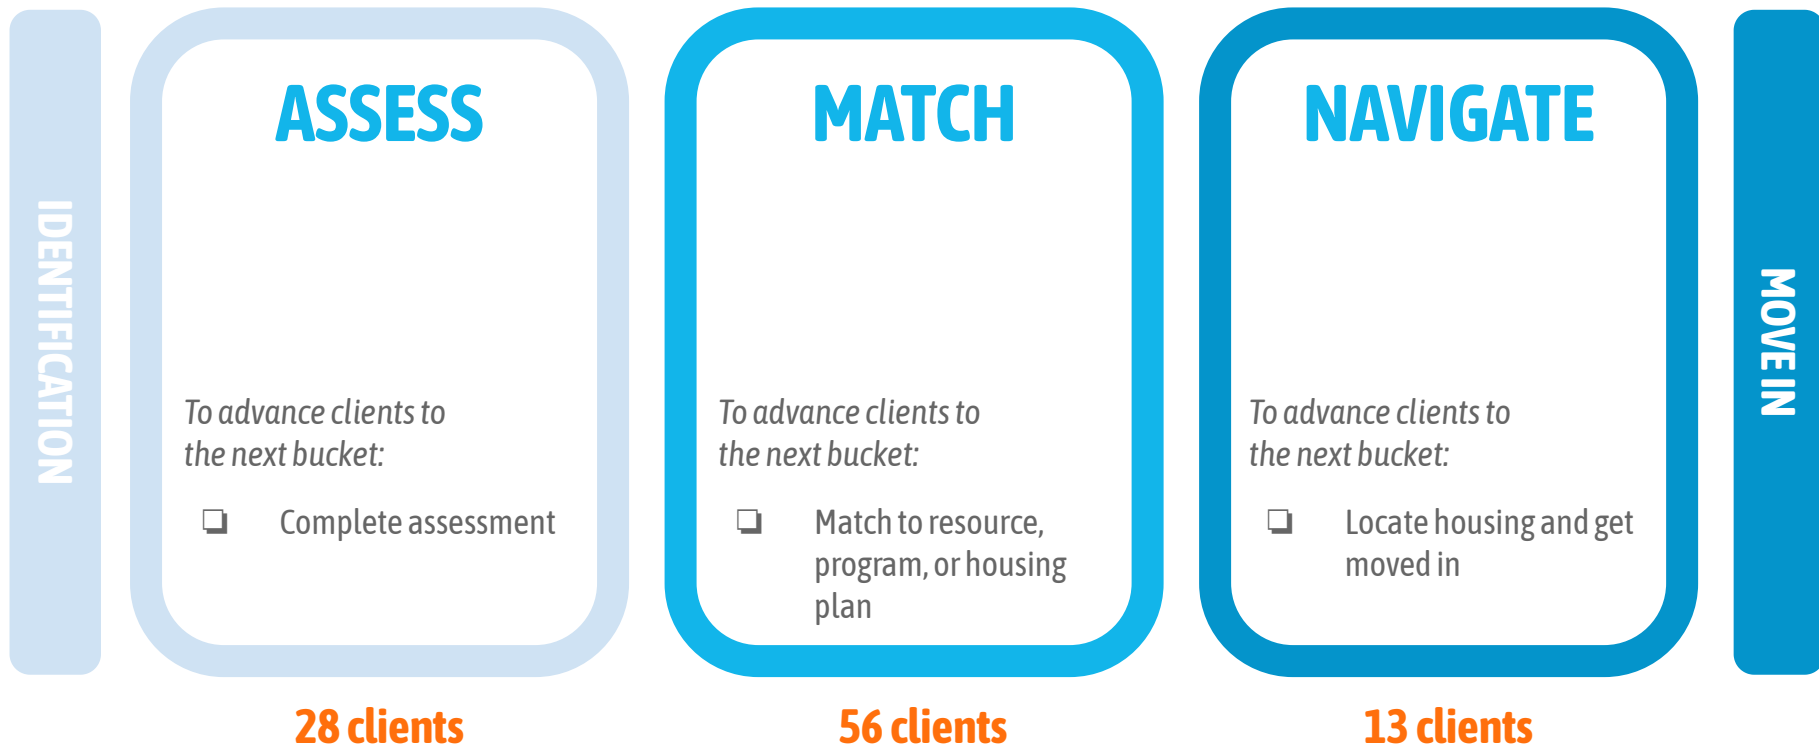 IDENTIFICATION
ASSESS
To advance clients to
the next bucket:
❏ Complete assessment
28 clients
MATCH
To advance clients to
the next bucket:
❏ Match to resource,
program, or housing
plan
56 clients
NAVIGATE
To advance clients to
the next bucket:
❏ Locate housing and get
moved in
13 clients
MOVE IN